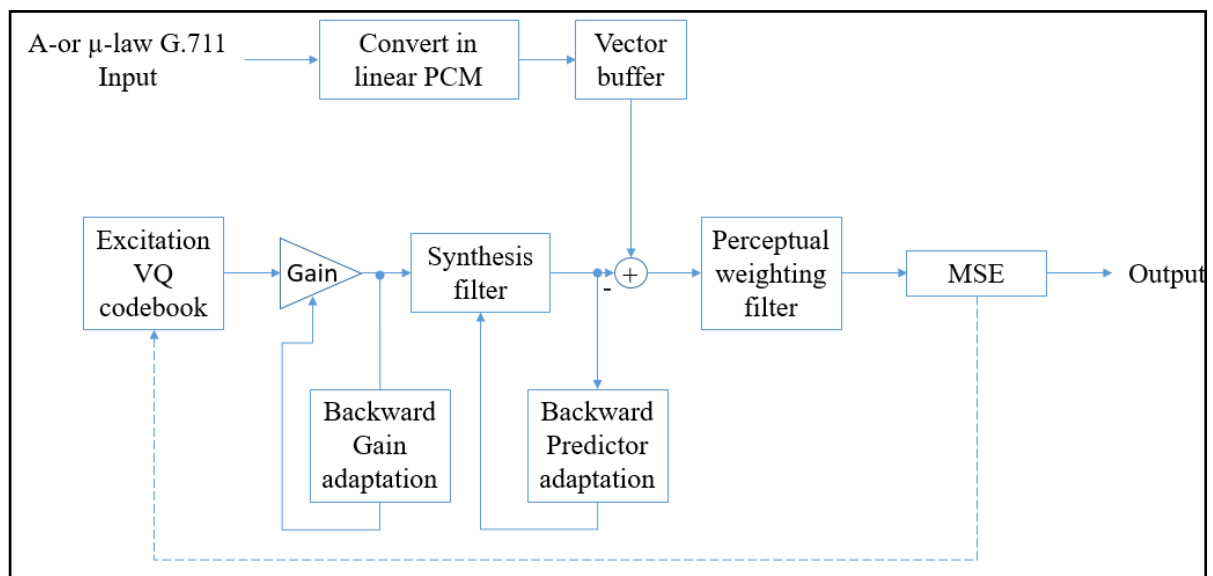 A-or μ-law G.711
Input
Convert in
linear PCM
Vector
buffer
Excitation
VQ
codebook
Gain
Synthesis
filter
-
+
Perceptual
weighting
filter
MSE
Output
Backward
Gain
adaptation
Backward
Predictor
adaptation